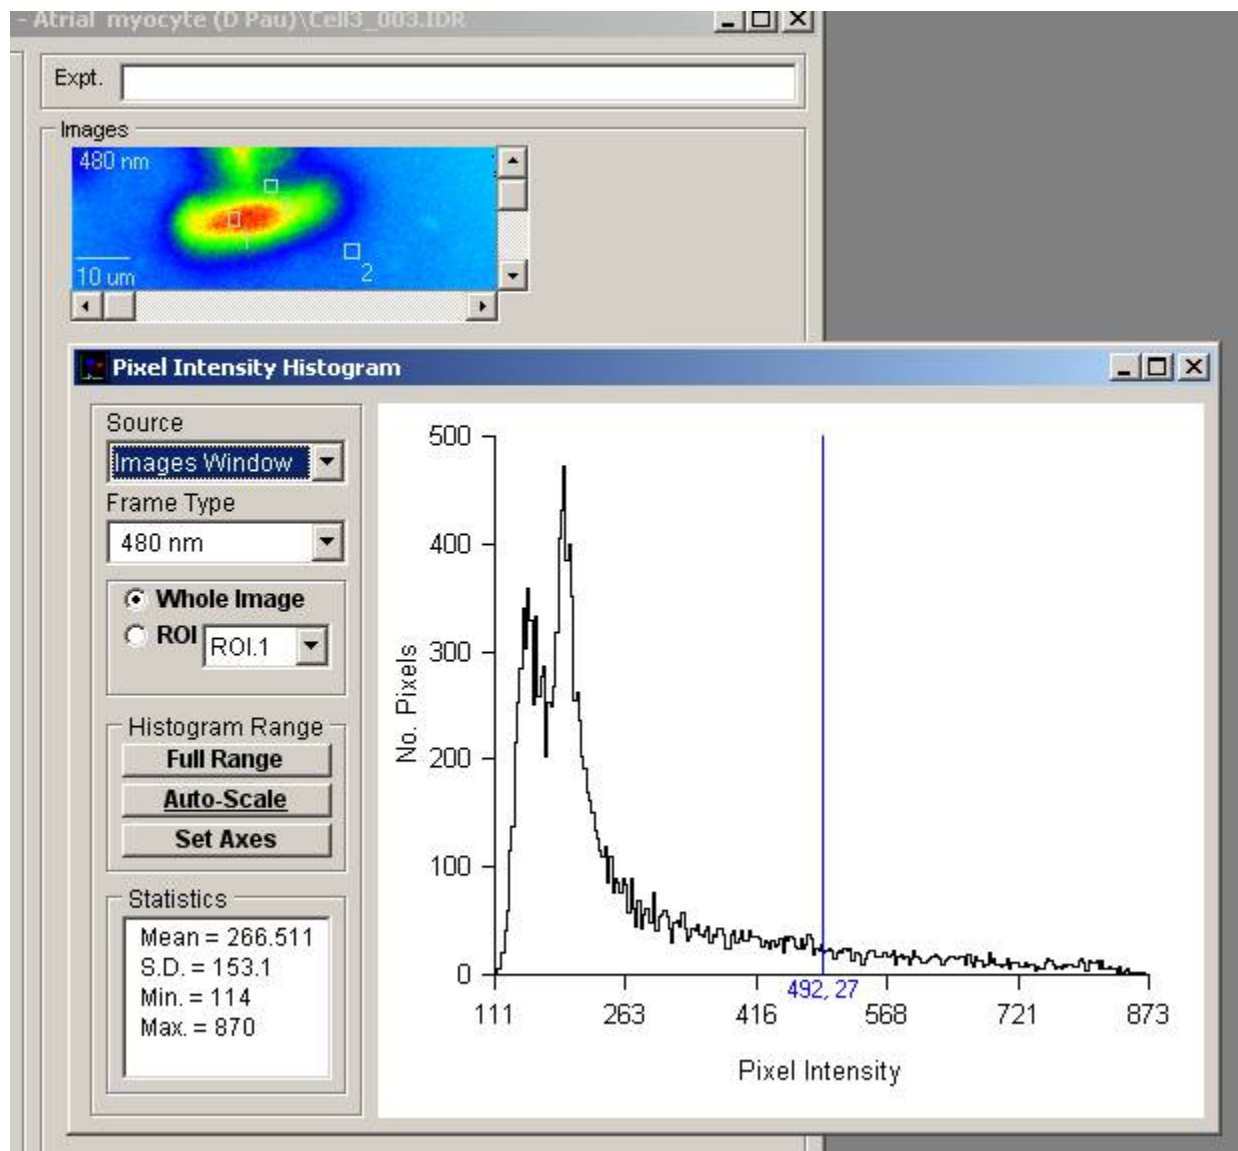 - Atrial myocyte (D Pau)\Cell3_003.IDR
Expt.
Images
480 nm
1
2
10 um
Pixel Intensity Histogram
Source
Images Window
Frame Type
480 nm
Whole Image
ROI
ROI.1
Histogram Range
Full Range
Auto-Scale
Set Axes
Statistics
Mean = 266.511
S.D. = 153.1
Min. = 114
Max. = 870
500
400
300
200
100
0
No. Pixels
492, 27
111 263 416 568 721 873
Pixel Intensity